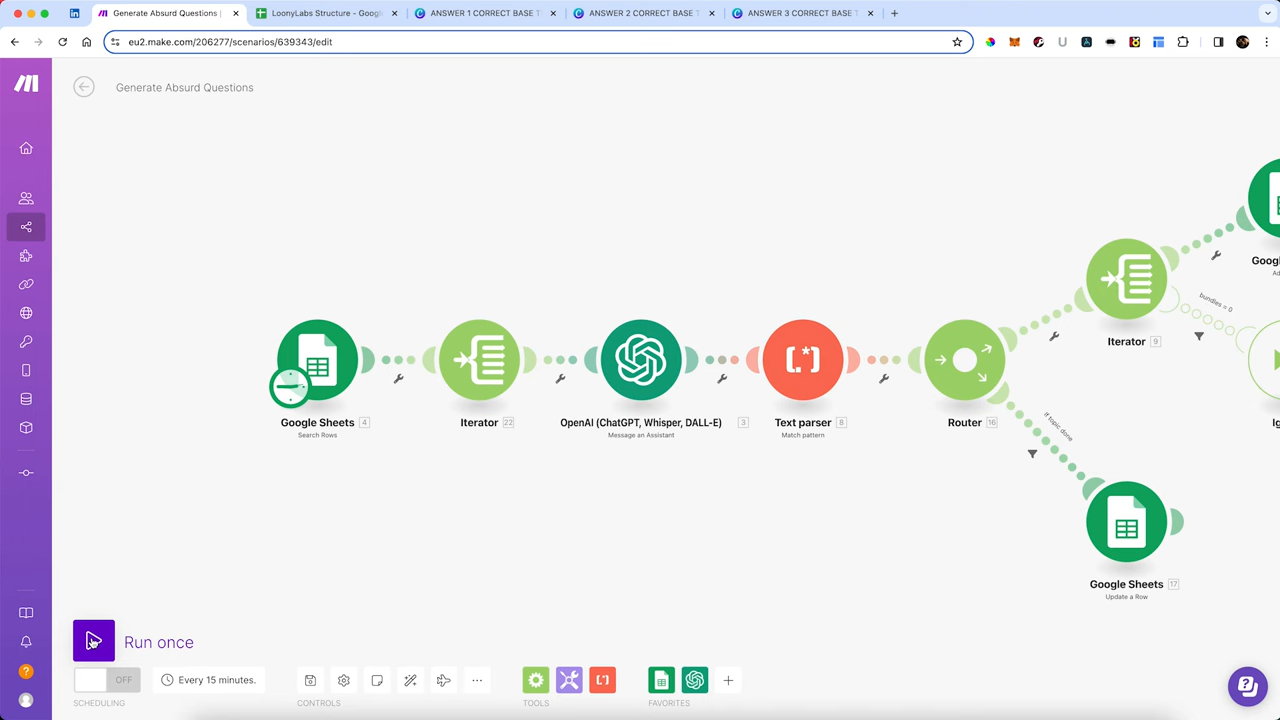 Generate Absurd Questions |
LoonyLabs Structure - Googl
ANSWER 1 CORRECT BASE T
ANSWER 2 CORRECT BASE T
ANSWER 3 CORRECT BASE T
eu2.make.com/206277/scenarios/639343/edit
Generate Absurd Questions
Googl
Ad
bundles = 0
Iterator 9
Google Sheets 4
Search Rows
Iterator 22
OpenAI (ChatGPT, Whisper, DALL-E) 3
Message an Assistant
Text parser 8
Match pattern
Router 16
Ig
if topic done
Google Sheets 17
Update a Row
Run once
OFF
Every 15 minutes.
SCHEDULING
CONTROLS
TOOLS
FAVORITES